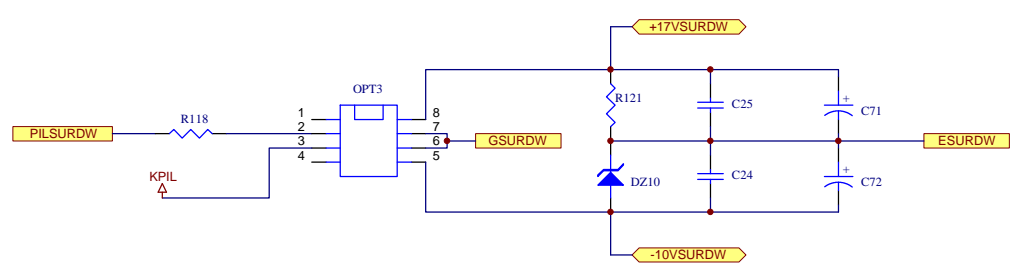 +17VSURDW
OPT3
R121
C25
C71
1
8
R118
2
7
PILSURDW
3
6
GSURDW
ESURDW
4
5
KPIL
DZ10
C24
C72
+
+
-10VSURDW